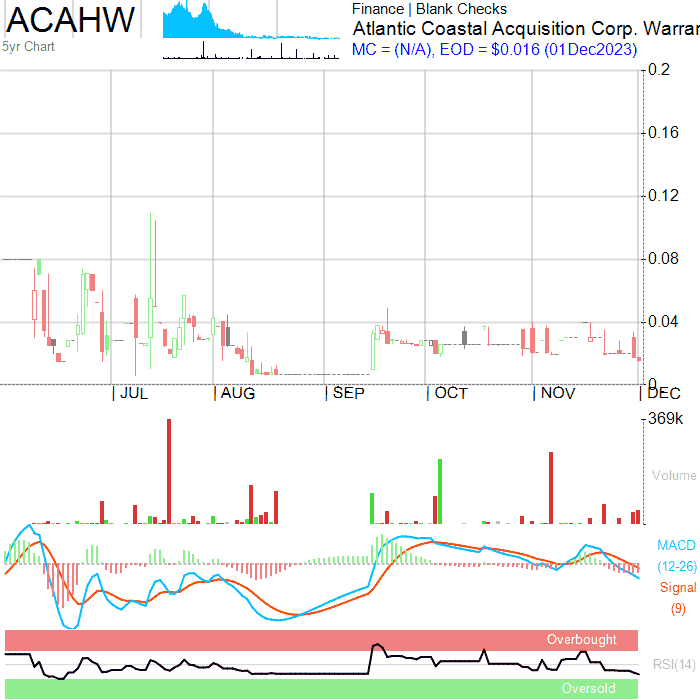 ACAHW
5yr Chart
Finance | Blank Checks
Atlantic Coastal Acquisition Corp. Warran
MC = (N/A), EOD = $0.016 (01Dec2023)
0.2
0.16
0.12
0.08
0.04
0
JUL AUG SEP OCT NOV DEC
369k
Volume
MACD
(12-26)
Signal
(9)
Overbought
RSI(14)
Oversold